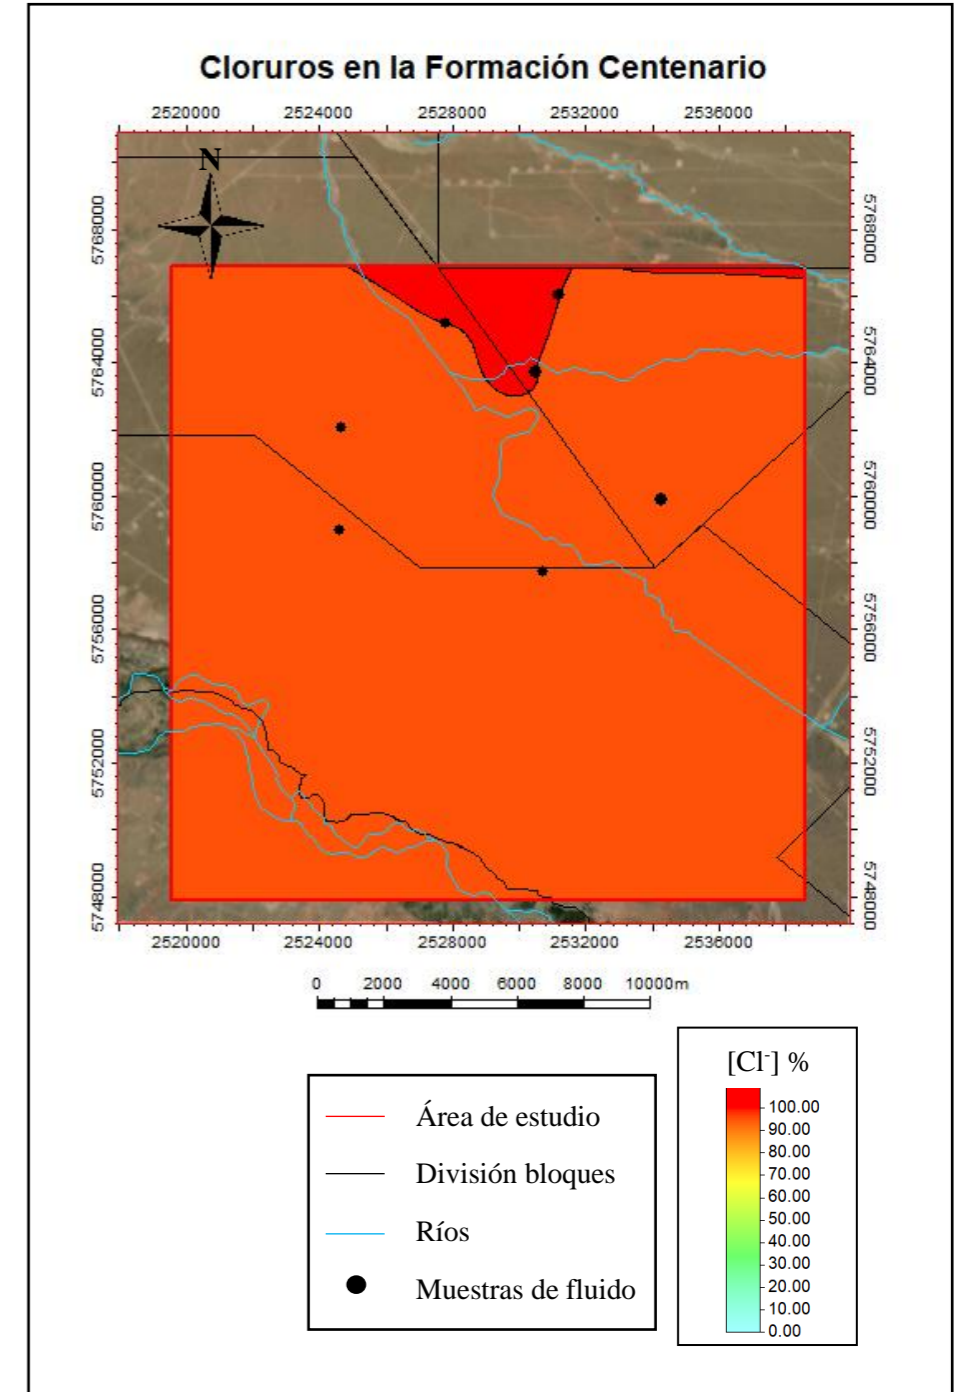 Cloruros en la Formación Centenario
2520000 2524000 2528000 2532000 2536000
N
5768000 5768000
5764000 5764000
5760000 5760000
5756000 5756000
5752000 5752000
5748000 5748000
2520000 2524000 2528000 2532000 2536000
0 2000 4000 6000 8000 10000m
Área de estudio
División bloques
Ríos
Muestras de fluido
[Cl-] %
100.00
90.00
80.00
70.00
60.00
50.00
40.00
30.00
20.00
10.00
0.00